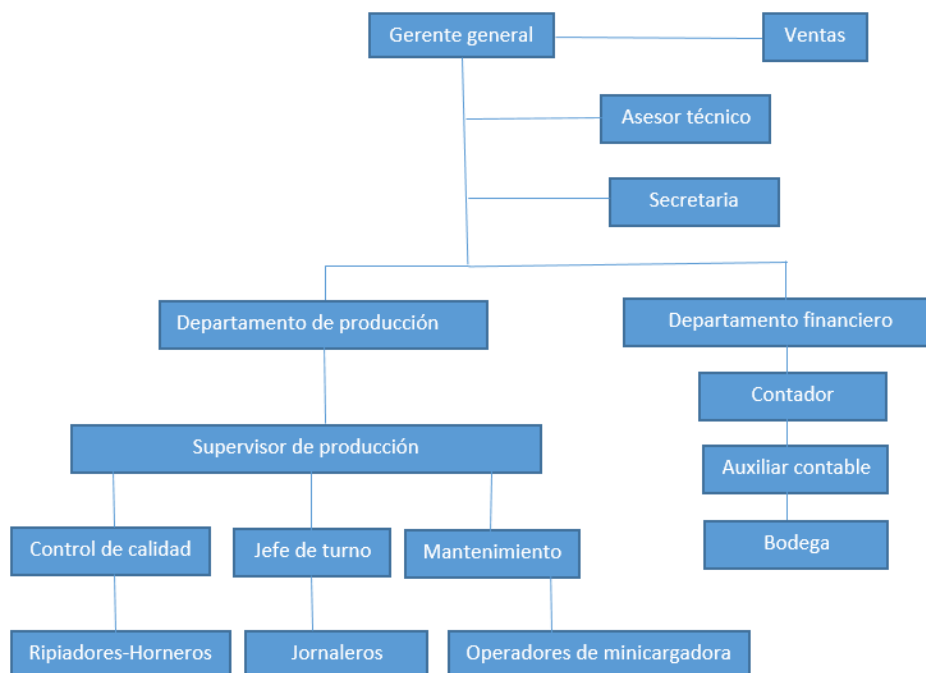 Gerente general
Ventas
Asesor técnico
Secretaria
Departamento de producción
Departamento financiero
Contador
Supervisor de producción
Auxiliar contable
Control de calidad
Jefe de turno
Mantenimiento
Bodega
Ripiadores-Horneros
Jornaleros
Operadores de minicargadora